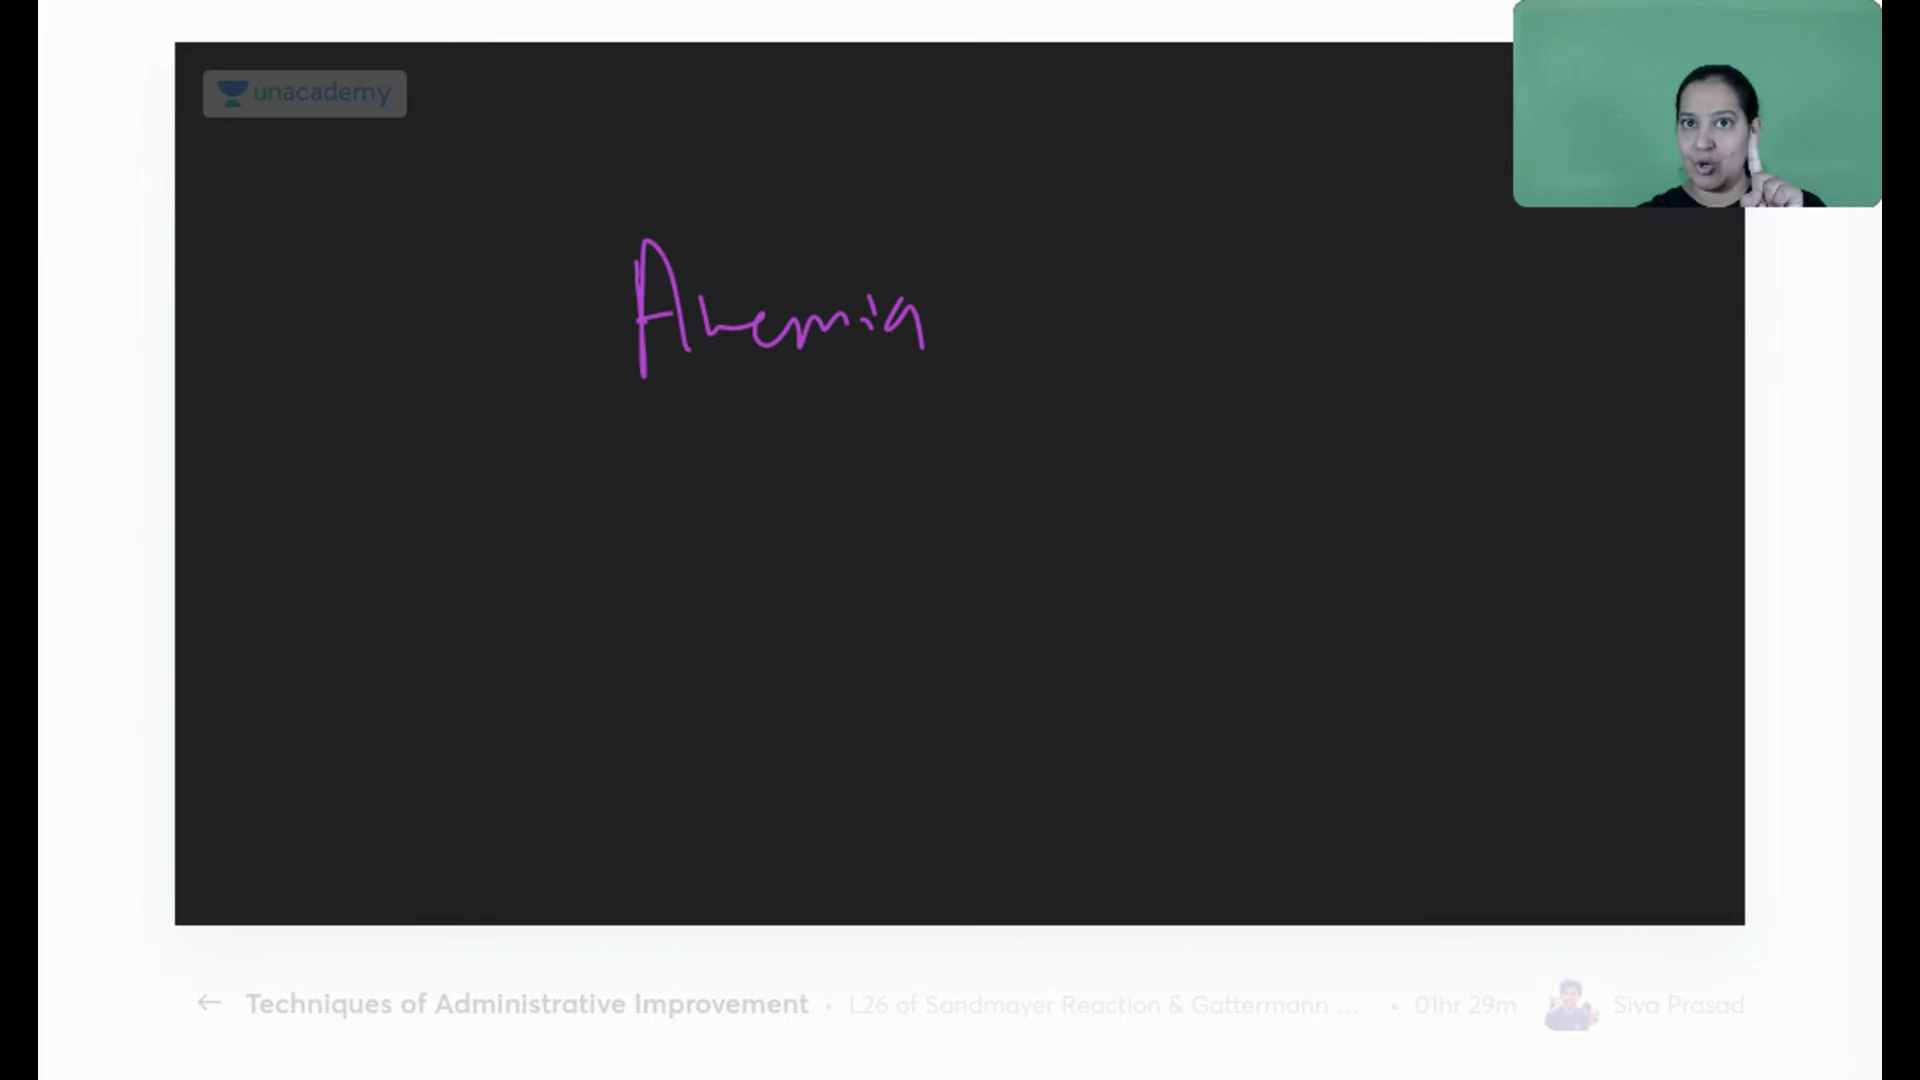 unacademy
Anemia
Techniques of Administrative Improvement • L26 of Sandmayer Reaction & Gattermann ... • 01hr 29m Siva Prasad